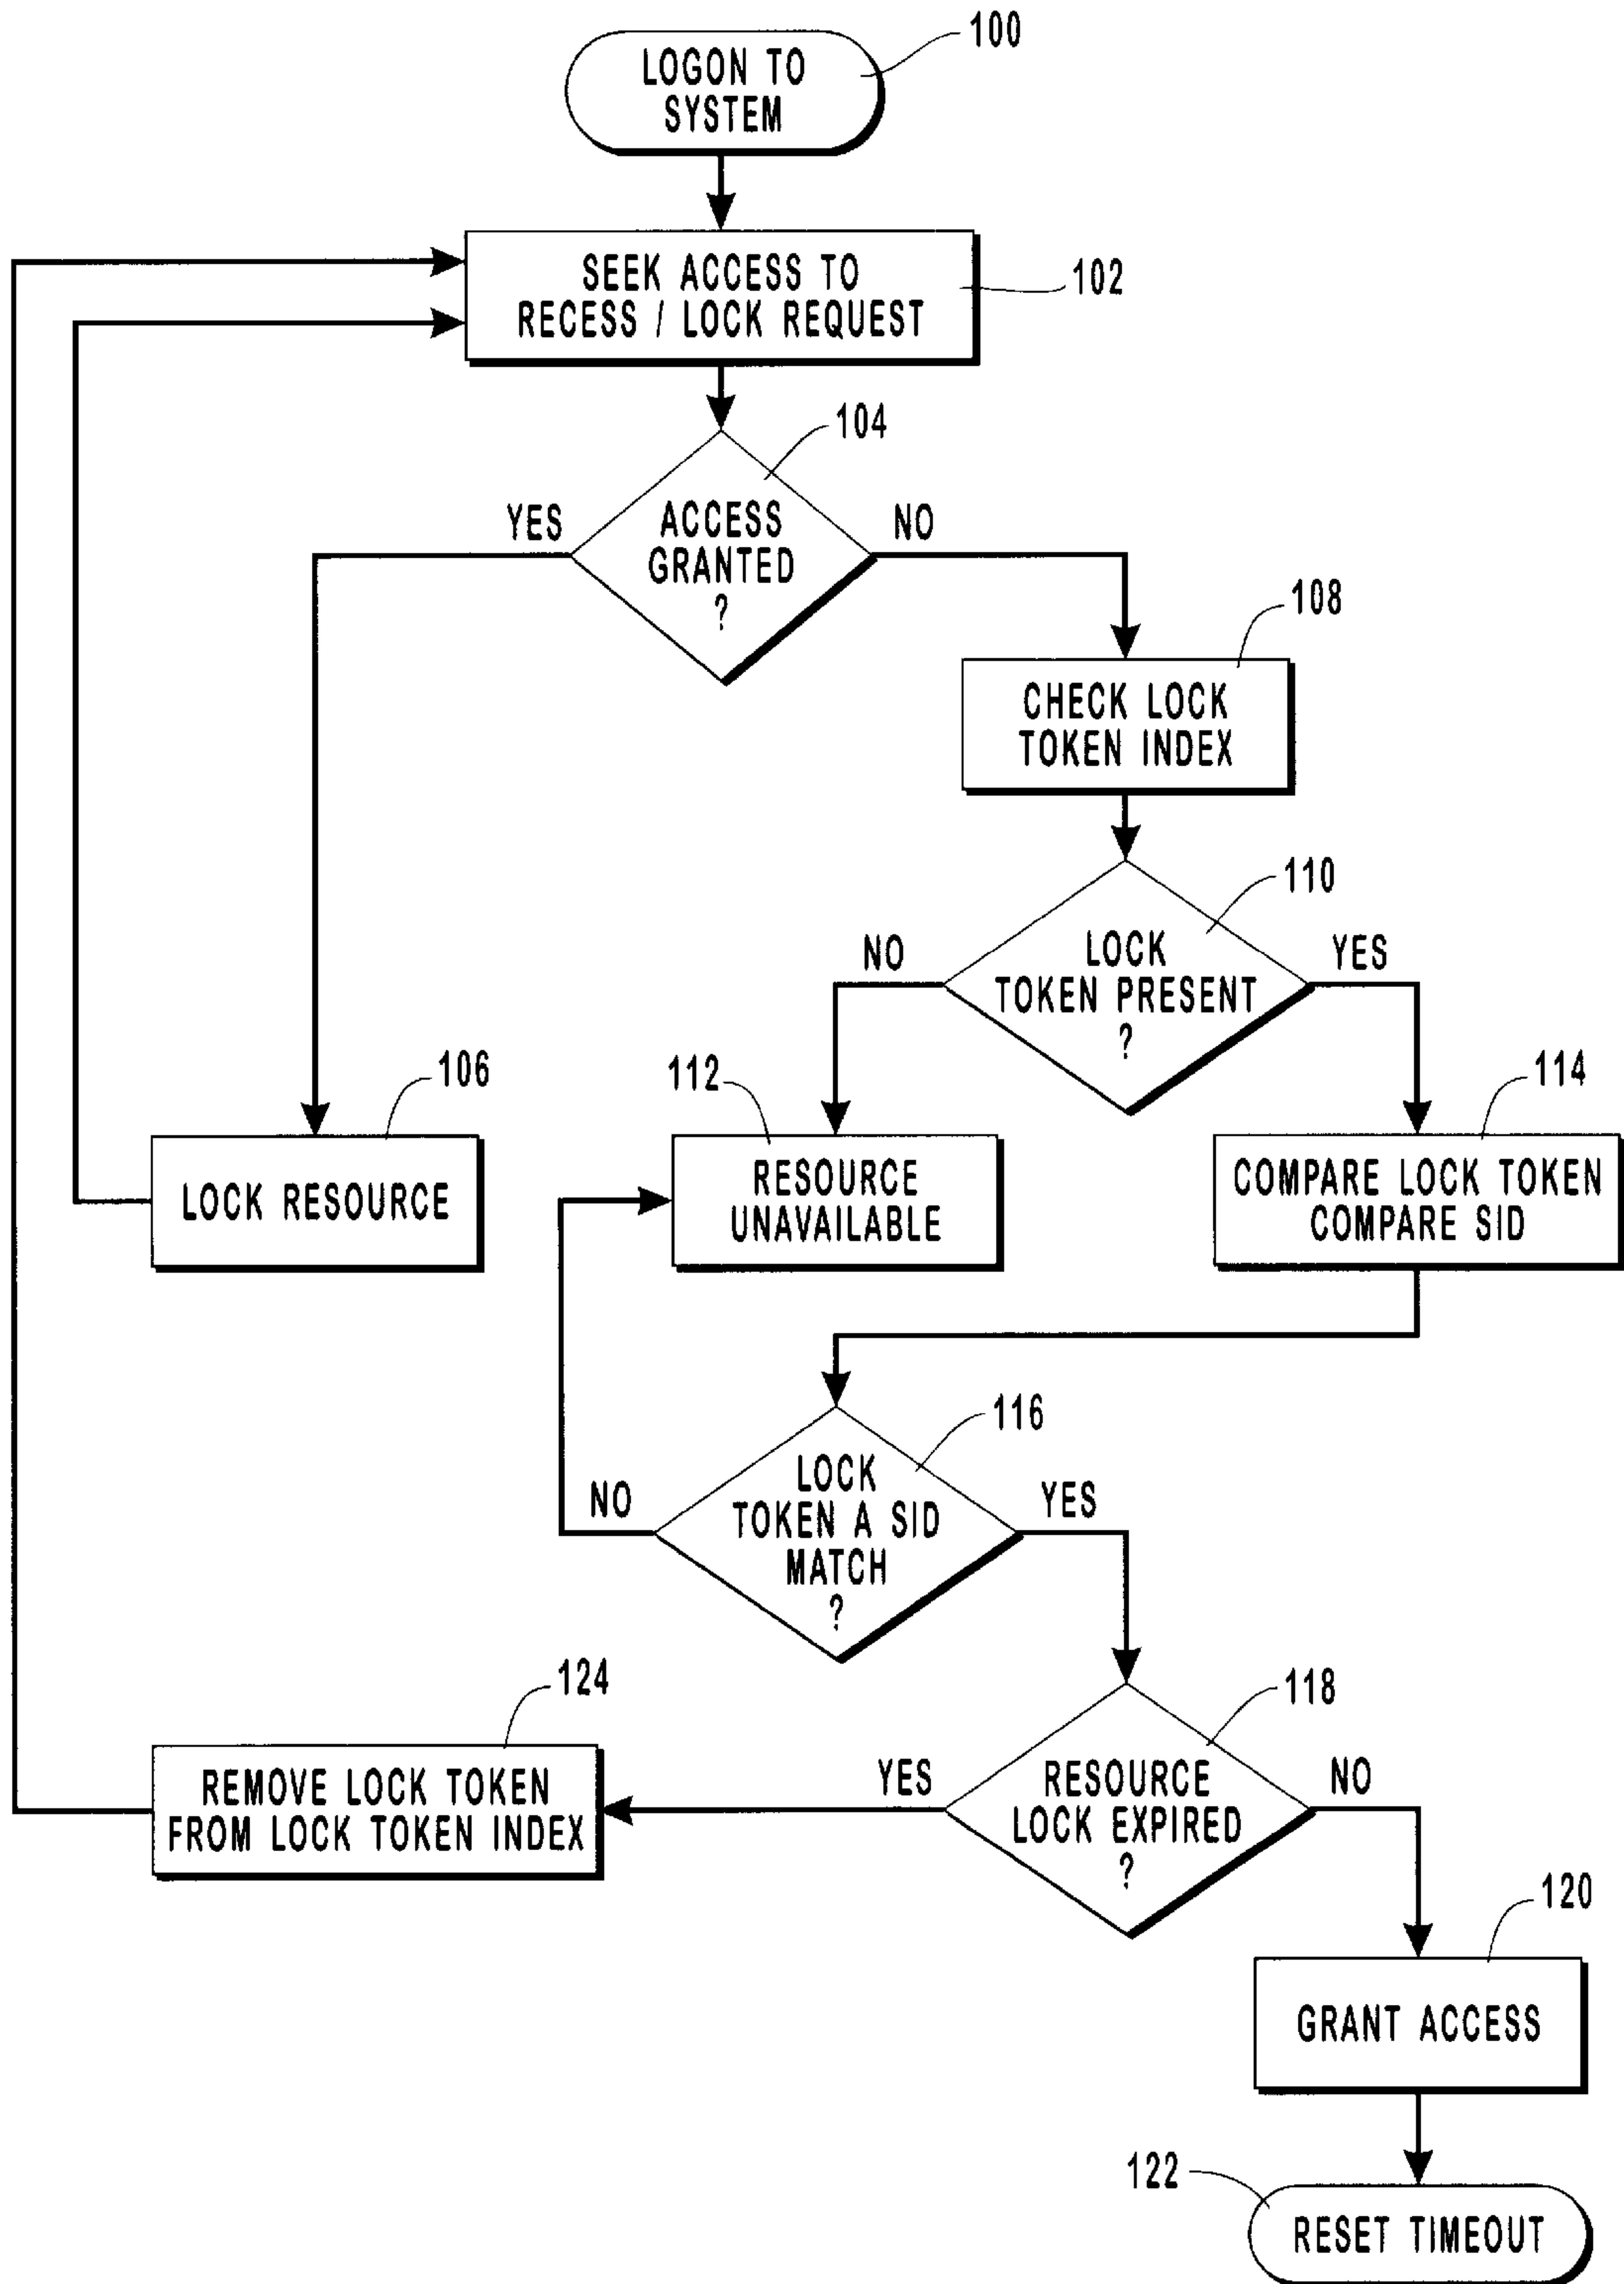 100
LOGON TO
SYSTEM
SEEK ACCESS TO
RECESS / LOCK REQUEST
102
104
YES
ACCESS
GRANTED
?
NO
108
CHECK LOCK
TOKEN INDEX
110
NO
LOCK
TOKEN PRESENT
?
YES
106
LOCK RESOURCE
112
RESOURCE
UNAVAILABLE
114
COMPARE LOCK TOKEN
COMPARE SID
116
NO
LOCK
TOKEN A SID
MATCH
?
YES
124
REMOVE LOCK TOKEN
FROM LOCK TOKEN INDEX
118
YES
RESOURCE
LOCK EXPIRED
?
NO
120
GRANT ACCESS
122
RESET TIMEOUT